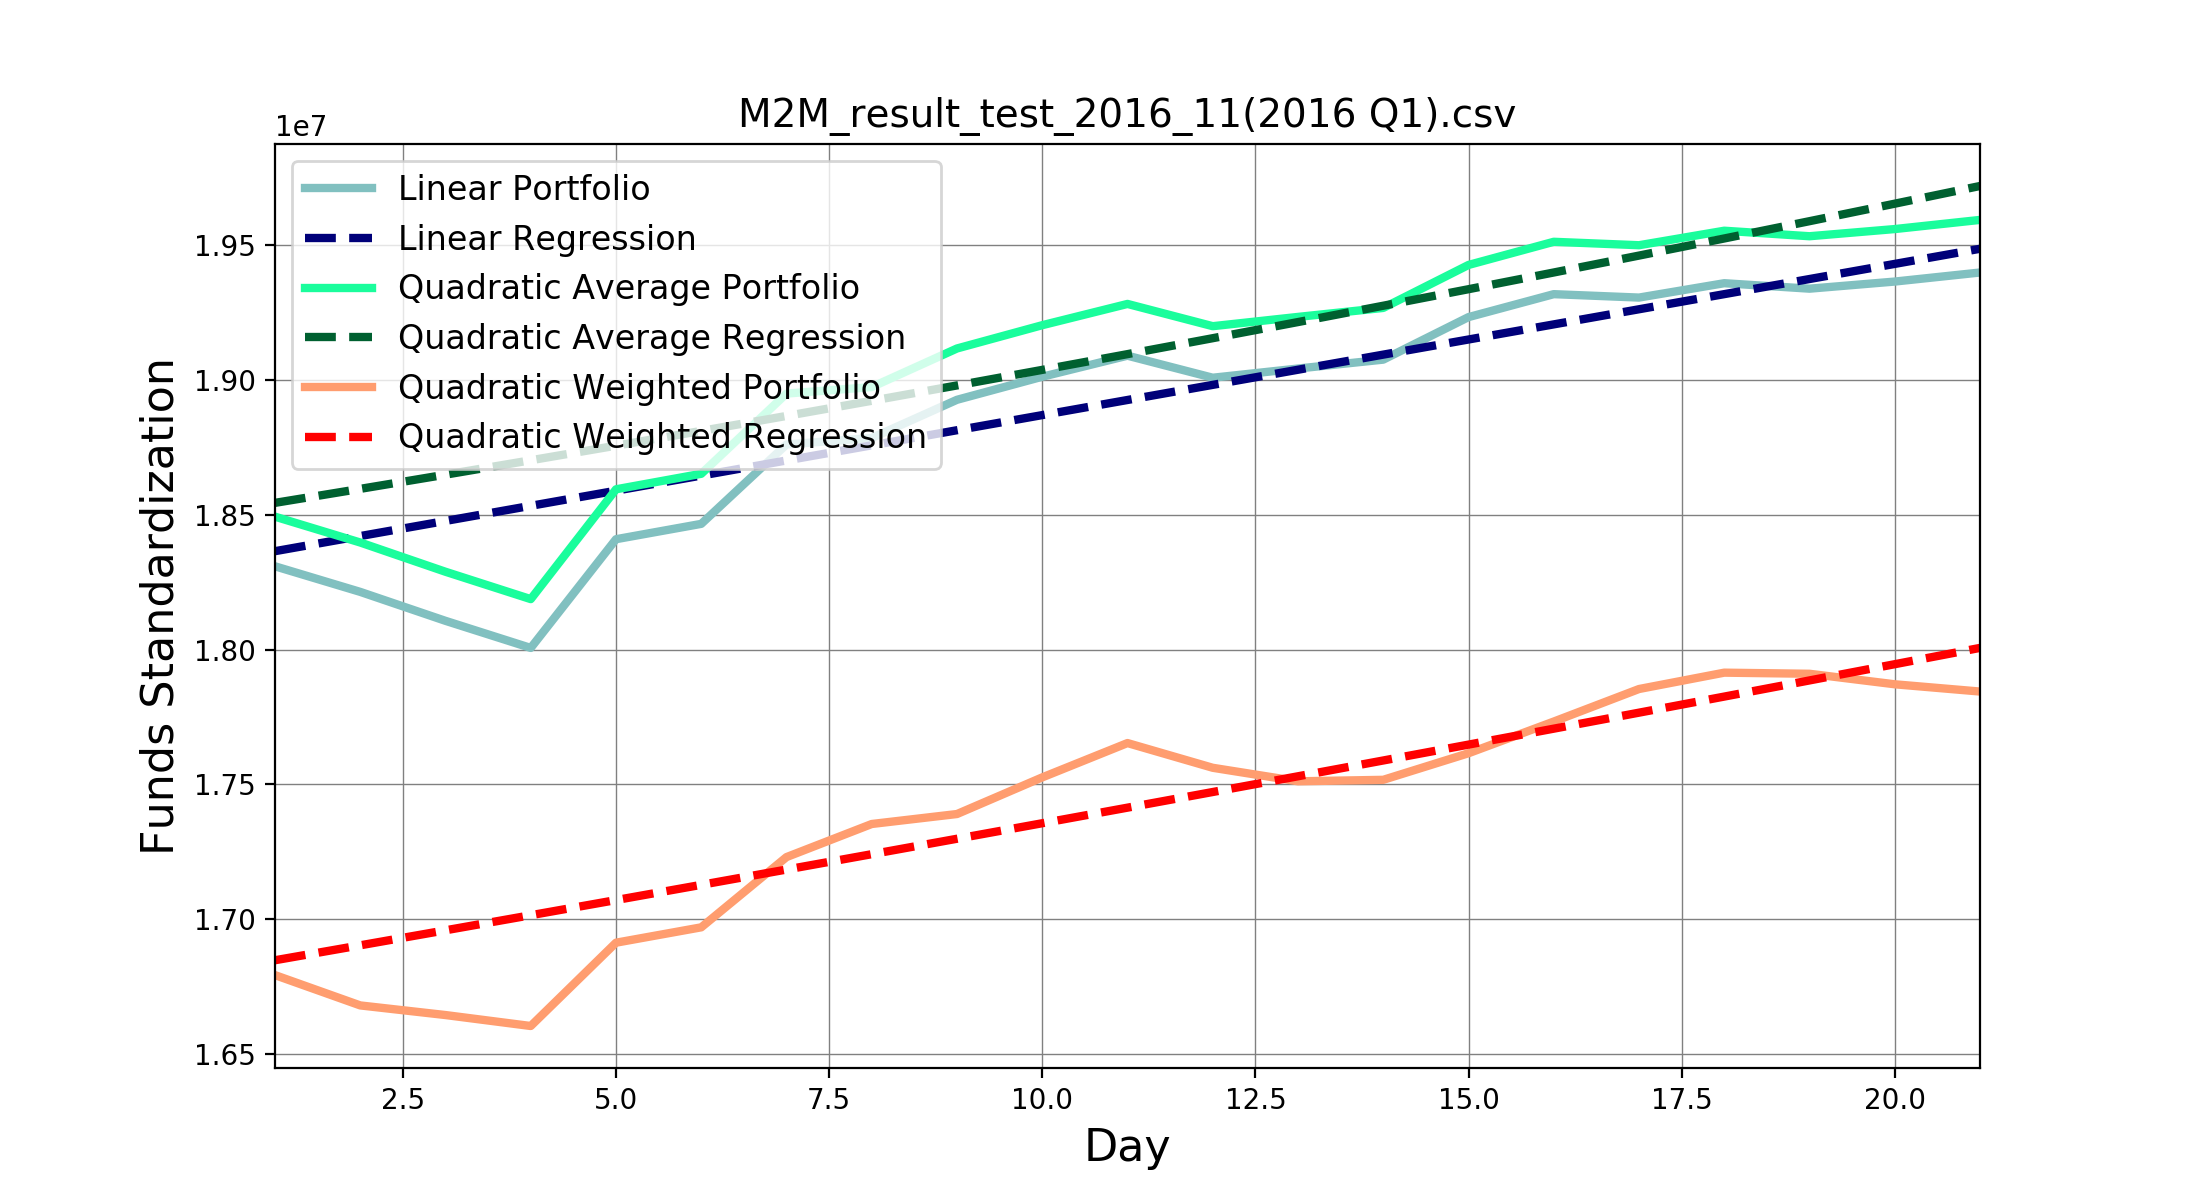 M2M_result_test_2016_11(2016 Q1).csv
1e7
Linear Portfolio
Linear Regression
Quadratic Average Portfolio
Quadratic Average Regression
Quadratic Weighted Portfolio
Quadratic Weighted Regression
Funds Standardization
1.95
1.90
1.85
1.80
1.75
1.70
1.65
2.5 5.0 7.5 10.0 12.5 15.0 17.5 20.0
Day